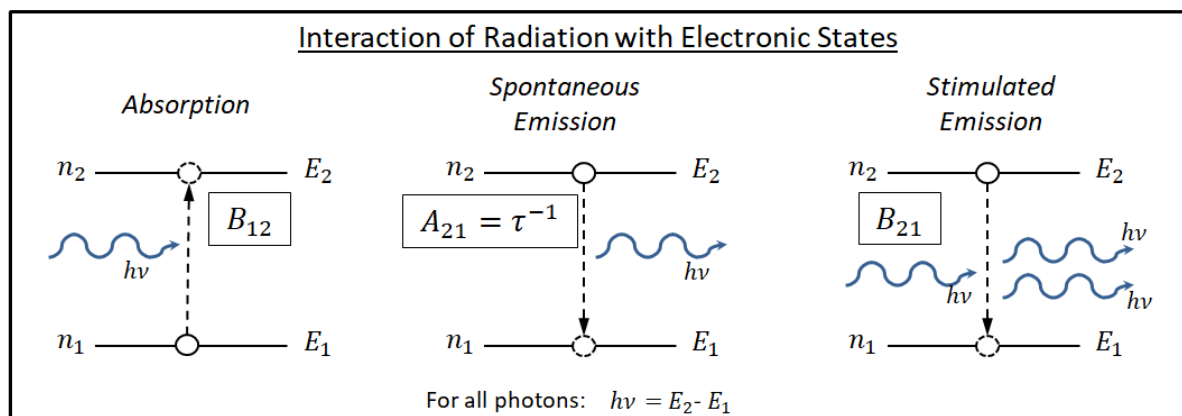 Interaction of Radiation with Electronic States
Absorption
Spontaneous
Emission
Stimulated
Emission
n₂ E₂
B₁₂
hν
n₁ E₁
n₂ E₂
A₂₁ = τ⁻¹
hν
n₁ E₁
n₂ E₂
B₂₁
hν
hν
hν
n₁ E₁
For all photons: hν = E₂- E₁